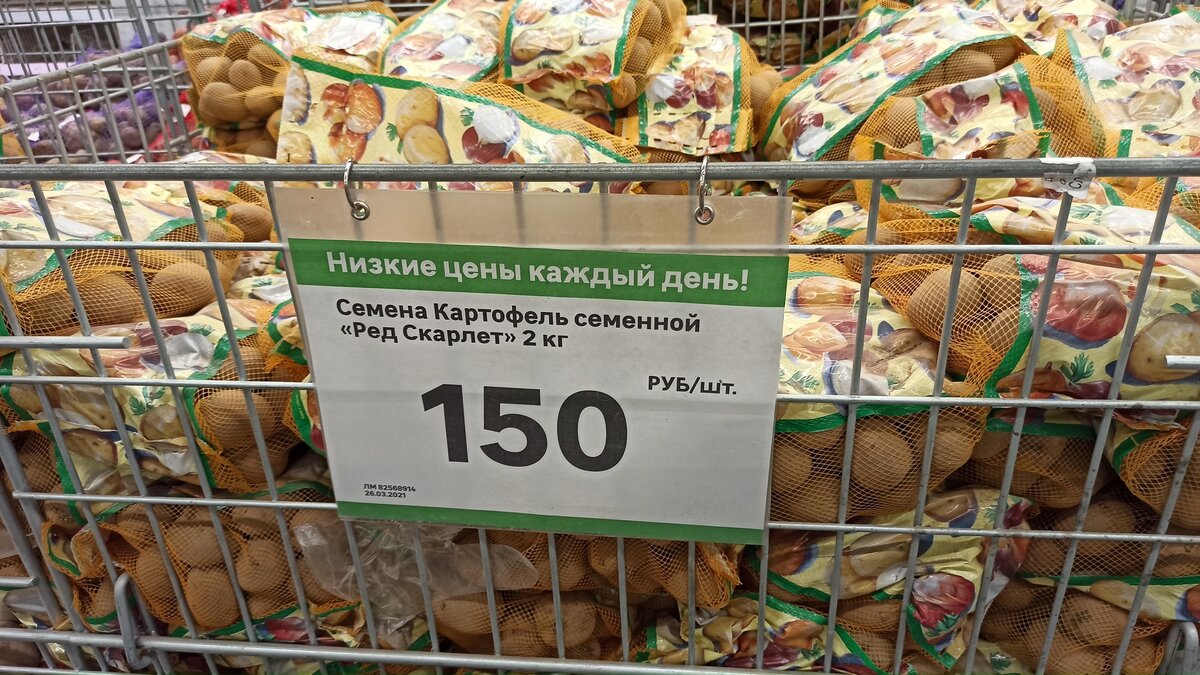 Низкие цены каждый день!
Семена Картофель семенной
«Ред Скарлет» 2 кг
РУБ/шт.
150
ЛМ 82568914
26.03.2021